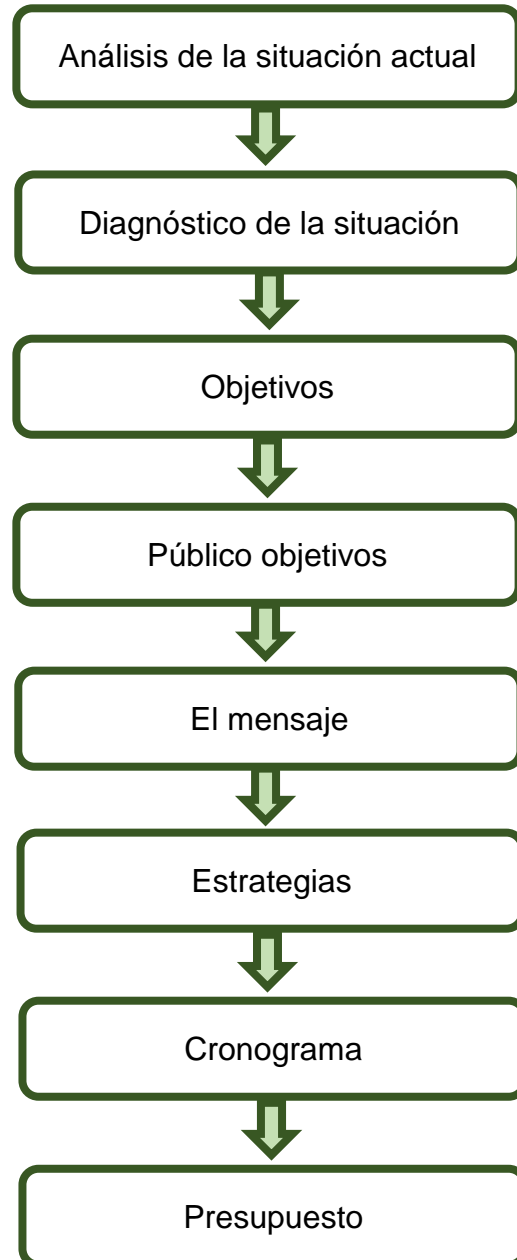 Análisis de la situación actual
Diagnóstico de la situación
Objetivos
Público objetivos
El mensaje
Estrategias
Cronograma
Presupuesto